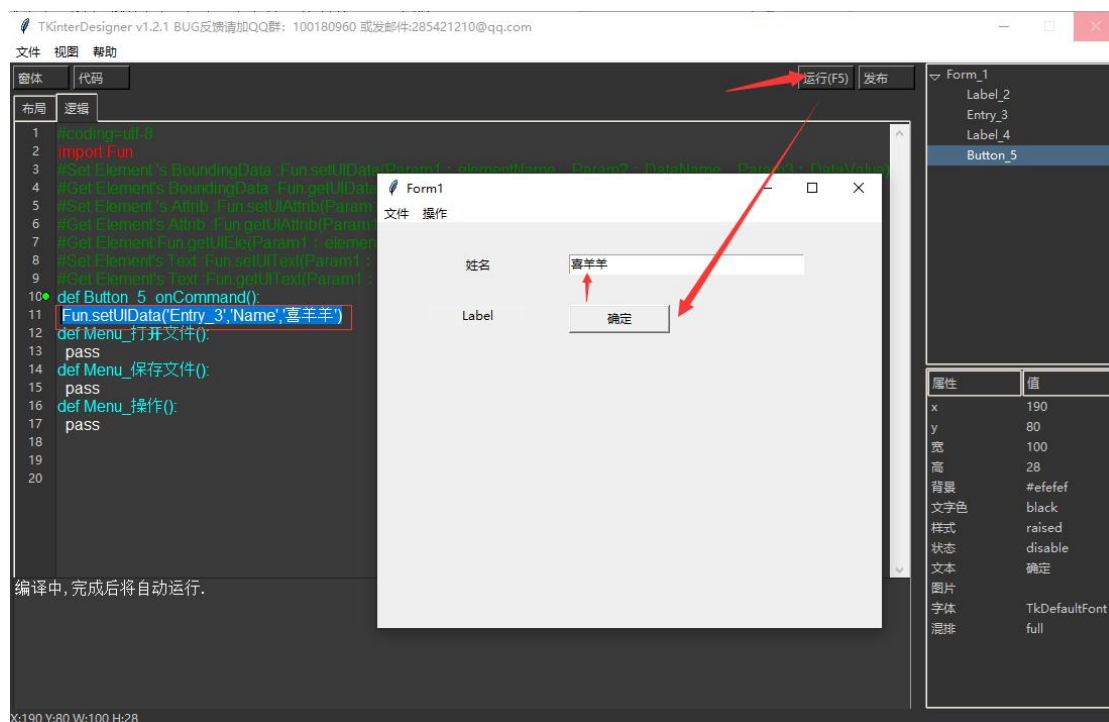 TKinterDesigner v1.2.1 BUG反馈请加QQ群：100180960 或发邮件:285421210@qq.com
文件 视图 帮助
窗体 代码 运行(F5) 发布
布局 逻辑
1 #coding=utf-8
2 import Fun
3 #Set Element's BoundingData :Fun.setUIData(Param1 : elementName, Param2 : DataName, Param3 : DataValue)
4 #Get Element's BoundingData :Fun.getUIData
5 #Set Element's Attrib :Fun.setUIAttrib(Param1
6 #Get Element's Attrib :Fun.getUIAttrib(Param1
7 #Get Element:Fun.getUIEle(Param1 : elemen
8 #Set Element's Text :Fun.setUIText(Param1 :
9 #Get Element's Text :Fun.getUIText(Param1 :
10 def Button_5_onCommand():
11 Fun.setUIData('Entry_3','Name','喜羊羊')
12 def Menu_打开文件():
13 pass
14 def Menu_保存文件():
15 pass
16 def Menu_操作():
17 pass
18
19
20
Form1
文件 操作
姓名 喜羊羊
Label 确定
编译中,完成后将自动运行.
X:190 Y:80 W:100 H:28
Form_1
Label_2
Entry_3
Label_4
Button_5
属性 值
x 190
y 80
宽 100
高 28
背景 #efefef
文字色 black
样式 raised
状态 disable
文本 确定
图片
字体 TkDefaultFont
混排 full